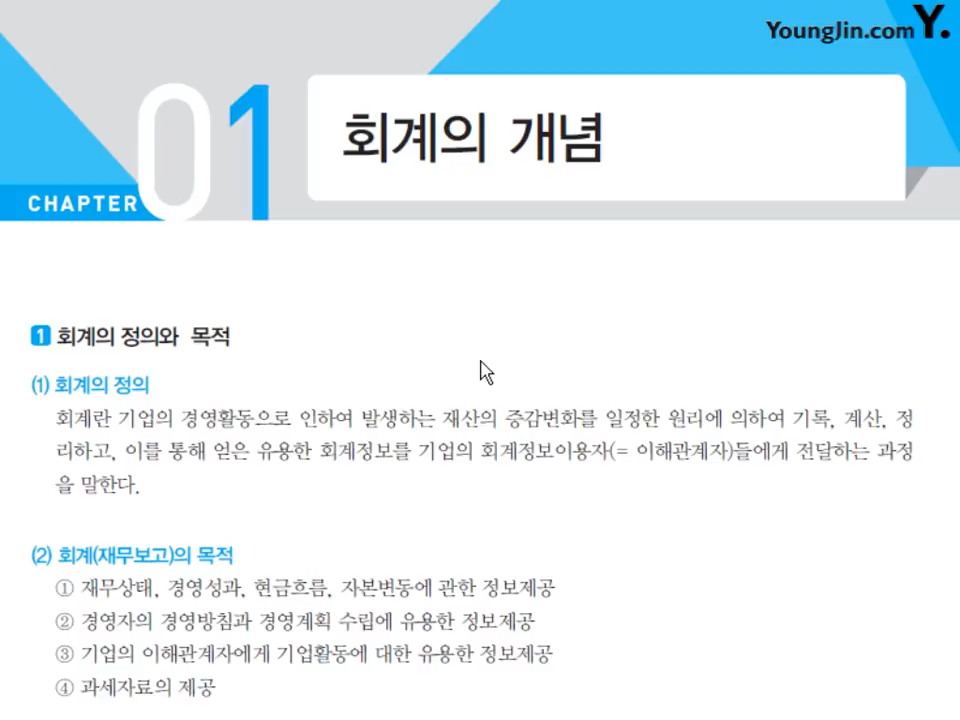 YoungJin.com Y.
CHAPTER 01
회계의 개념
1 회계의 정의와 목적
(1) 회계의 정의
회계란 기업의 경영활동으로 인하여 발생하는 재산의 증감변화를 일정한 원리에 의하여 기록, 계산, 정
리하고, 이를 통해 얻은 유용한 회계정보를 기업의 회계정보이용자(= 이해관계자)들에게 전달하는 과정
을 말한다.
(2) 회계(재무보고)의 목적
① 재무상태, 경영성과, 현금흐름, 자본변동에 관한 정보제공
② 경영자의 경영방침과 경영계획 수립에 유용한 정보제공
③ 기업의 이해관계자에게 기업활동에 대한 유용한 정보제공
④ 과세자료의 제공